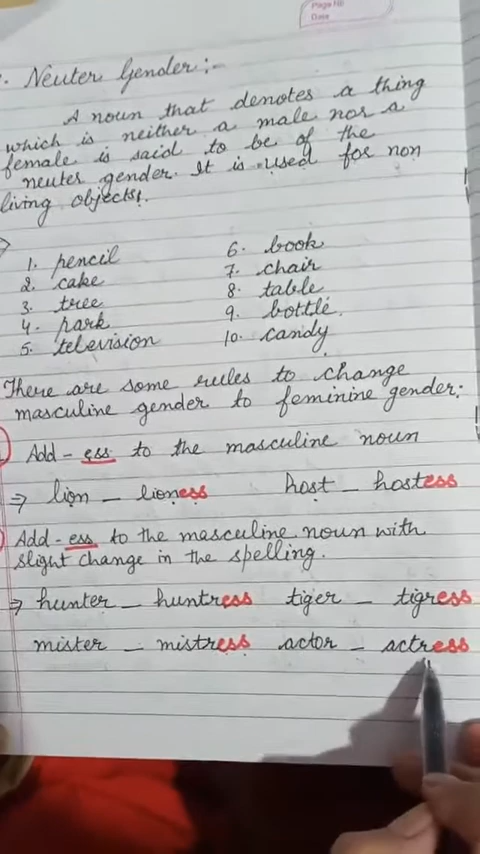 Page No
Date
. Neuter Gender:-
A noun that denotes a thing
which is neither a male nor a
female is said to be of the
neuter gender. It is used for non
living objects.
1. pencil
2. cake
3. tree
4. park
5. television
6. book
7. chair
8. table
9. bottle.
10. candy
There are some rules to change
masculine gender to feminine gender:
Add - ess to the masculine noun
⇒ lion - lioness host - hostess
Add - ess to the masculine noun with
slight change in the spelling.
⇒ hunter - huntress tiger - tigress
mister - mistress actor - actress